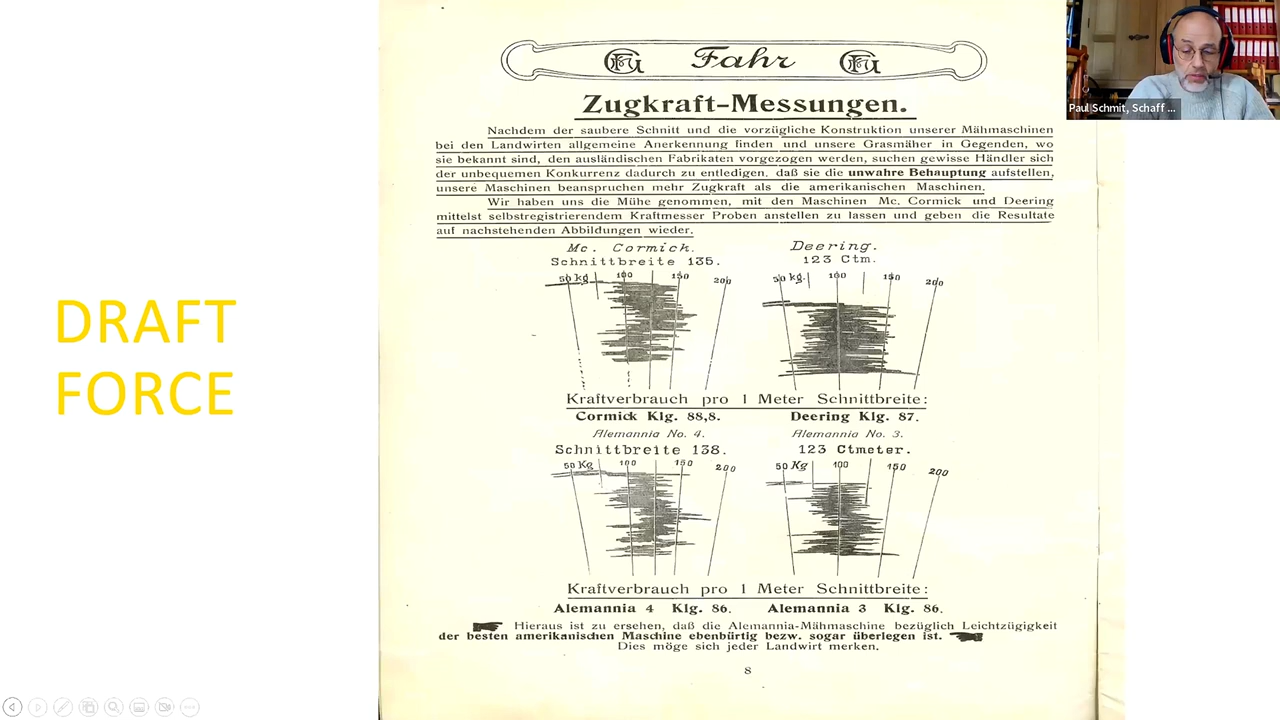 DRAFT
FORCE
Fahr
Zugkraft-Messungen.
Nachdem der saubere Schnitt und die vorzügliche Konstruktion unserer Mähmaschinen
bei den Landwirten allgemeine Anerkennung finden und unsere Grasmäher in Gegenden, wo
sie bekannt sind, den ausländischen Fabrikaten vorgezogen werden, suchen gewisse Händler sich
der unbequemen Konkurrenz dadurch zu entledigen, daß sie die unwahre Behauptung aufstellen,
unsere Maschinen beanspruchen mehr Zugkraft als die amerikanischen Maschinen.
Wir haben uns die Mühe genommen, mit den Maschinen Mc. Cormick und Deering
mittelst selbstregistrierendem Kraftmesser Proben anstellen zu lassen und geben die Resultate
auf nachstehenden Abbildungen wieder.
Mc. Cormick. Deering.
Schnittbreite 135. 123 Ctm.
50 kg 100 150 200 50 kg. 100 150 200
Kraftverbrauch pro 1 Meter Schnittbreite:
Cormick Klg. 88,8. Deering Klg. 87.
Alemannia No. 4. Alemannia No. 3.
Schnittbreite 138. 123 Ctmeter.
50 Kg 100 150 200 50 Kg 100 150 200
Kraftverbrauch pro 1 Meter Schnittbreite:
Alemannia 4 Klg. 86. Alemannia 3 Klg. 86.
Hieraus ist zu ersehen, daß die Alemannia-Mähmaschine bezüglich Leichtzügigkeit
der besten amerikanischen Maschine ebenbürtig bezw. sogar überlegen ist.
Dies möge sich jeder Landwirt merken.
8
Paul Schmit, Schaff ...